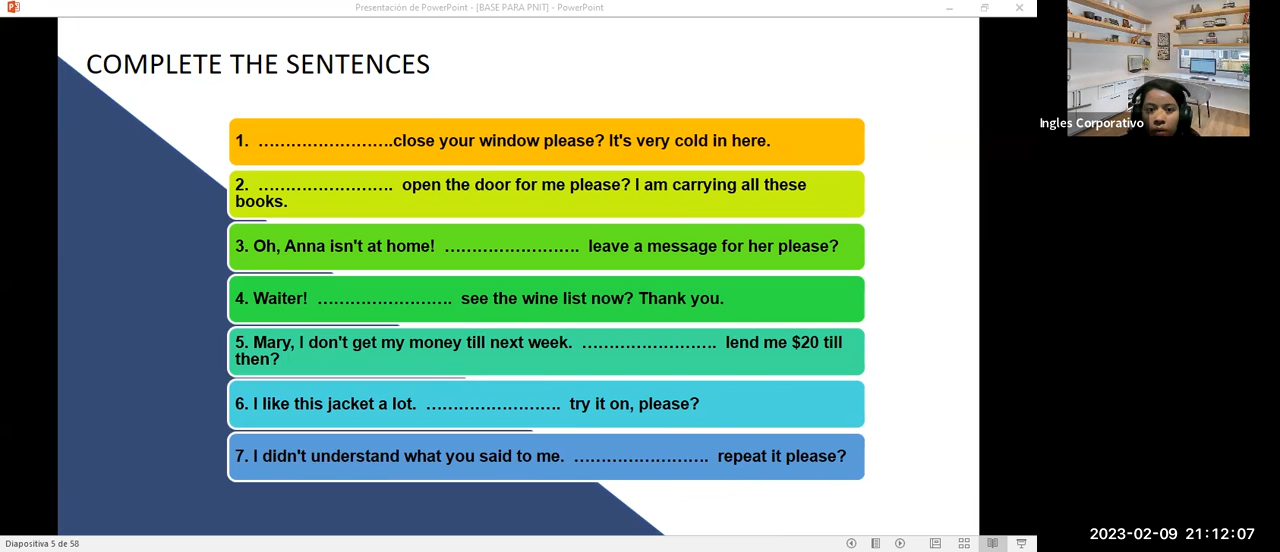 Presentación de PowerPoint - [BASE PARA PNIT] - PowerPoint
COMPLETE THE SENTENCES
1. …………………….close your window please? It's very cold in here.
2. ……………………. open the door for me please? I am carrying all these
books.
3. Oh, Anna isn't at home! ……………………. leave a message for her please?
4. Waiter! ……………………. see the wine list now? Thank you.
5. Mary, I don't get my money till next week. ……………………. lend me $20 till
then?
6. I like this jacket a lot. ……………………. try it on, please?
7. I didn't understand what you said to me. ……………………. repeat it please?
Ingles Corporativo
Diapositiva 5 de 58
2023-02-09 21:12:07